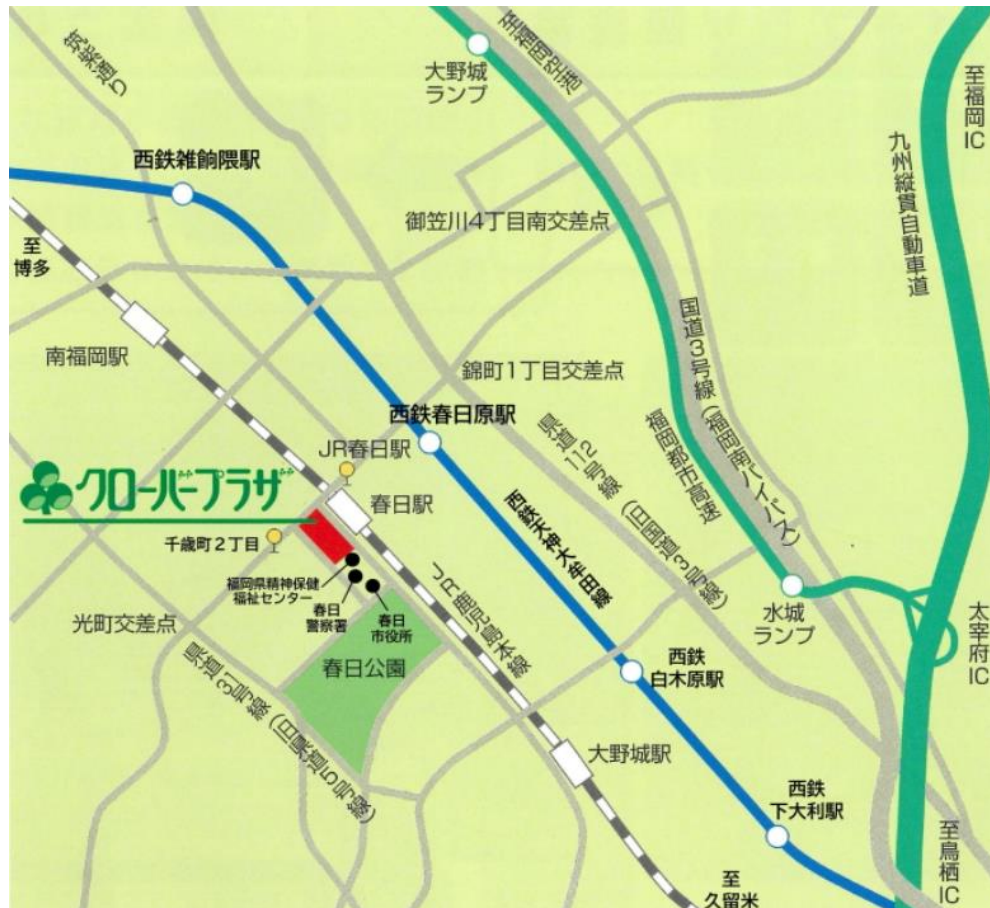 筑紫通り
大野城
ランプ
至福岡空港
至福岡IC
西鉄雑餉隈駅
九州縦貫自動車道
御笠川4丁目南交差点
至
博多
国道3号線(福岡南バイパス)
南福岡駅
錦町1丁目交差点
西鉄春日原駅
県道112号線(旧国道3号線)
福岡都市高速
JR春日駅
クローバープラザ
春日駅
西鉄天神大牟田線
千歳町2丁目
福岡県精神保健
福祉センター
春日
警察署
春日
市役所
JR鹿児島本線
水城
ランプ
太宰府IC
光町交差点
春日公園
西鉄
白木原駅
県道31号線(旧県道5号線)
大野城駅
西鉄
下大利駅
至鳥栖IC
至
久留米